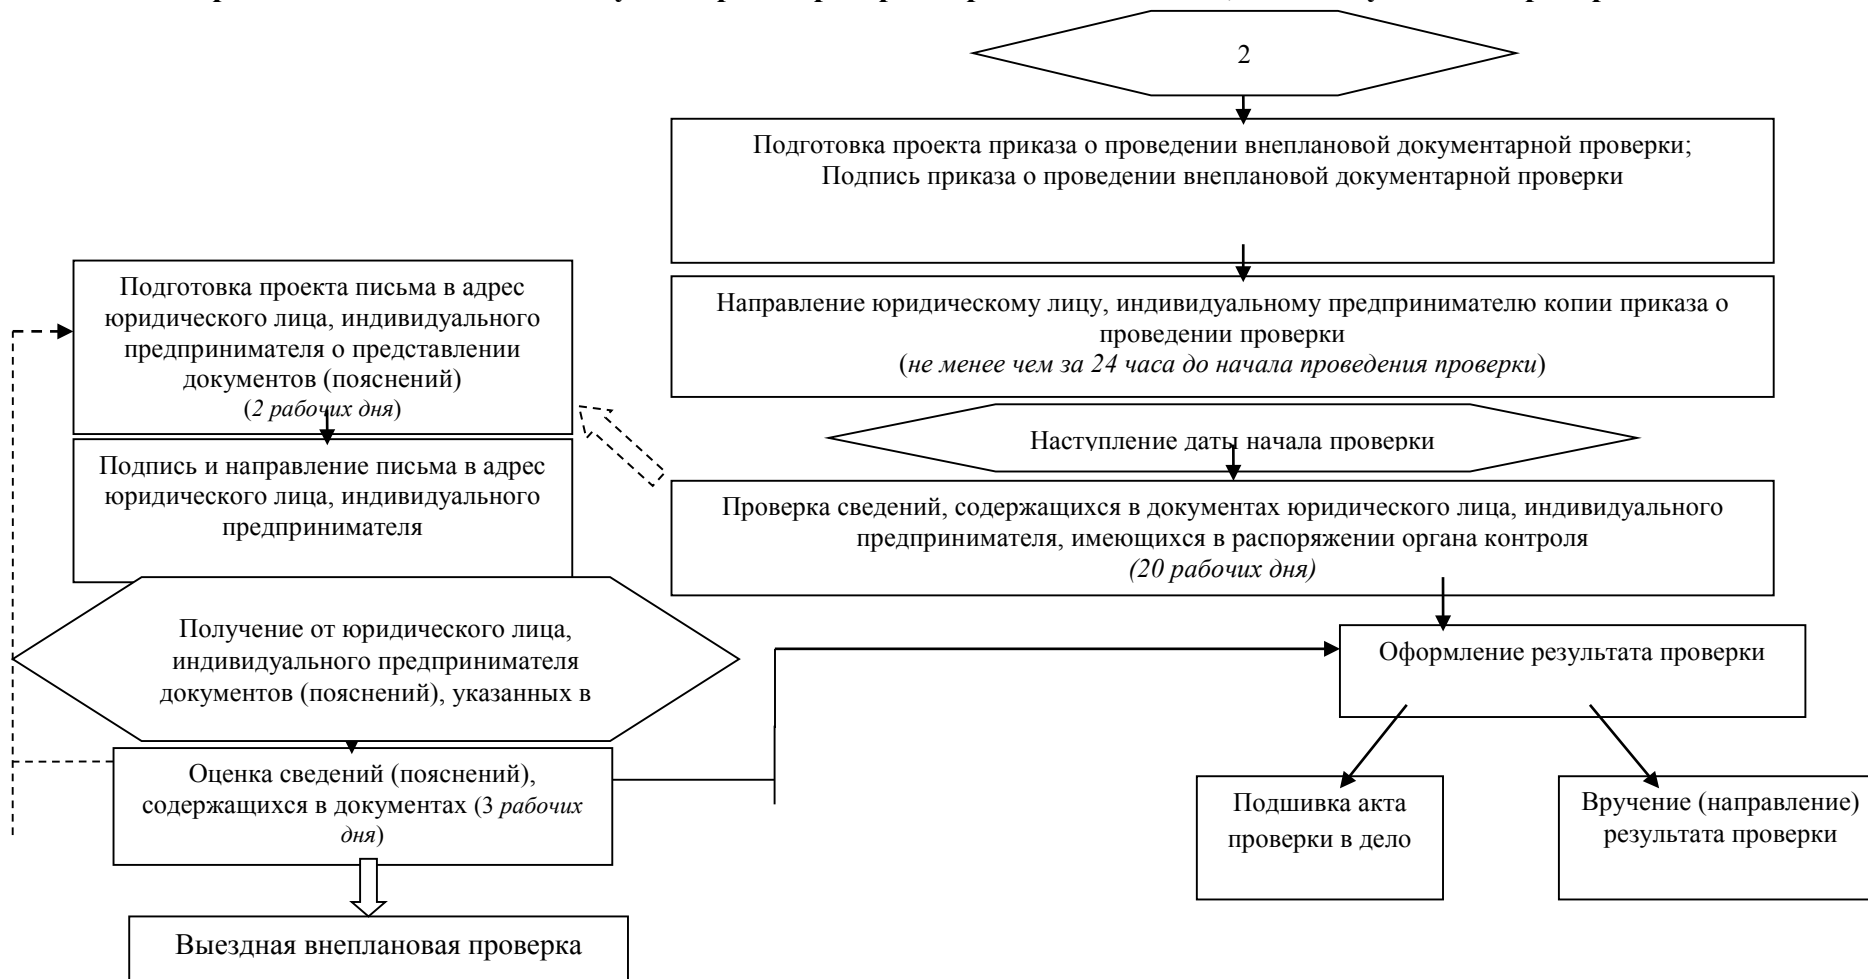 2
Подготовка проекта приказа о проведении внеплановой документарной проверки;
Подпись приказа о проведении внеплановой документарной проверки
Направление юридическому лицу, индивидуальному предпринимателю копии приказа о
проведении проверки
(не менее чем за 24 часа до начала проведения проверки)
Наступление даты начала проверки
Проверка сведений, содержащихся в документах юридического лица, индивидуального
предпринимателя, имеющихся в распоряжении органа контроля
(20 рабочих дня)
Подготовка проекта письма в адрес
юридического лица, индивидуального
предпринимателя о представлении
документов (пояснений)
(2 рабочих дня)
Подпись и направление письма в адрес
юридического лица, индивидуального
предпринимателя
Получение от юридического лица,
индивидуального предпринимателя
документов (пояснений), указанных в
Оценка сведений (пояснений),
содержащихся в документах (3 рабочих
дня)
Выездная внеплановая проверка
Оформление результата проверки
Подшивка акта
проверки в дело
Вручение (направление)
результата проверки